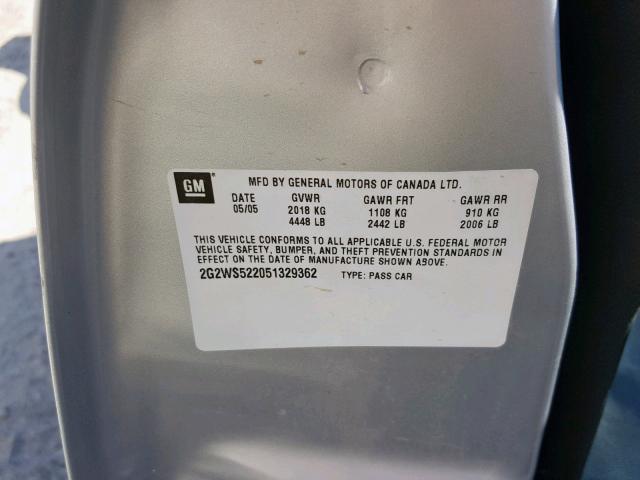 GM
MFD BY GENERAL MOTORS OF CANADA LTD.
DATE GVWR GAWR FRT GAWR RR
05/05 2018 KG 1108 KG 910 KG
4448 LB 2442 LB 2006 LB
THIS VEHICLE CONFORMS TO ALL APPLICABLE U.S. FEDERAL MOTOR
VEHICLE SAFETY, BUMPER, AND THEFT PREVENTION STANDARDS IN
EFFECT ON THE DATE OF MANUFACTURE SHOWN ABOVE.
2G2WS522051329362 TYPE: PASS CAR